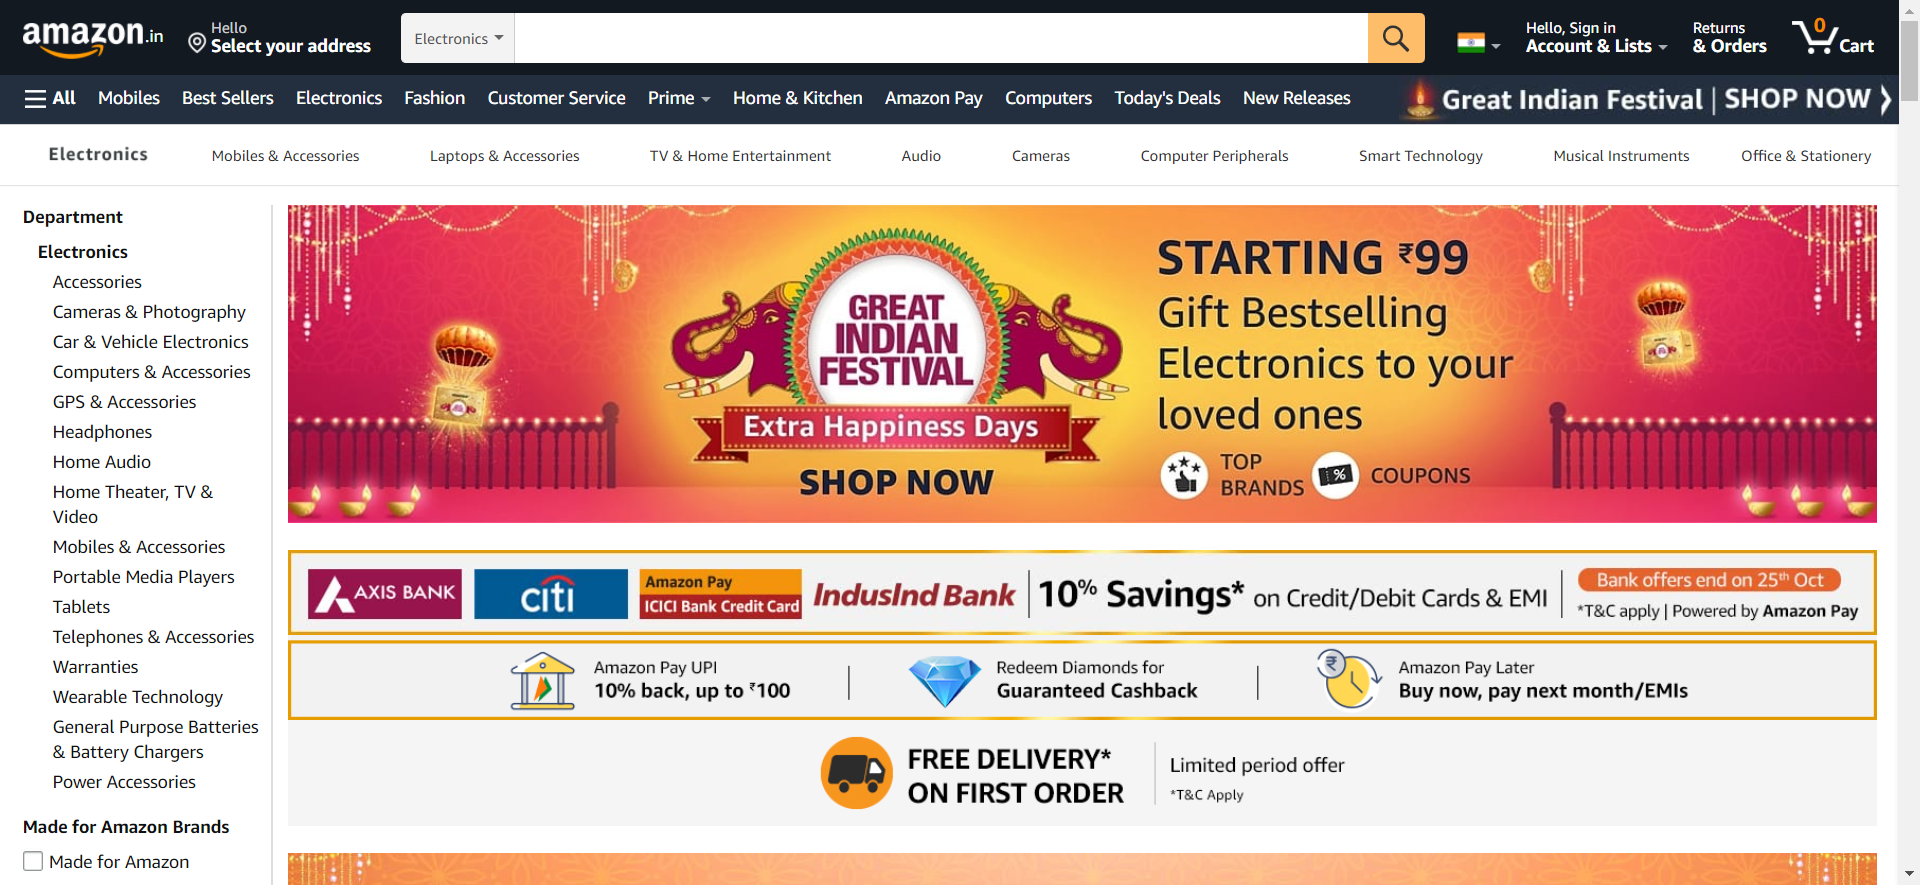 amazon.in
Hello
Select your address
Electronics
Hello, Sign in
Account & Lists
Returns
& Orders
0
Cart
All
Mobiles
Best Sellers
Electronics
Fashion
Customer Service
Prime
Home & Kitchen
Amazon Pay
Computers
Today's Deals
New Releases
Great Indian Festival | SHOP NOW
Electronics
Mobiles & Accessories
Laptops & Accessories
TV & Home Entertainment
Audio
Cameras
Computer Peripherals
Smart Technology
Musical Instruments
Office & Stationery
Department
Electronics
Accessories
Cameras & Photography
Car & Vehicle Electronics
Computers & Accessories
GPS & Accessories
Headphones
Home Audio
Home Theater, TV &
Video
Mobiles & Accessories
Portable Media Players
Tablets
Telephones & Accessories
Warranties
Wearable Technology
General Purpose Batteries
& Battery Chargers
Power Accessories
Made for Amazon Brands
Made for Amazon
GREAT
INDIAN
FESTIVAL
Extra Happiness Days
SHOP NOW
STARTING ₹99
Gift Bestselling
Electronics to your
loved ones
TOP
BRANDS
%
COUPONS
AXIS BANK
citi
Amazon Pay
ICICI Bank Credit Card
IndusInd Bank
10% Savings* on Credit/Debit Cards & EMI
Bank offers end on 25th Oct
*T&C apply | Powered by Amazon Pay
Amazon Pay UPI
10% back, up to ₹100
Redeem Diamonds for
Guaranteed Cashback
₹
Amazon Pay Later
Buy now, pay next month/EMIs
FREE DELIVERY*
ON FIRST ORDER
Limited period offer
*T&C Apply